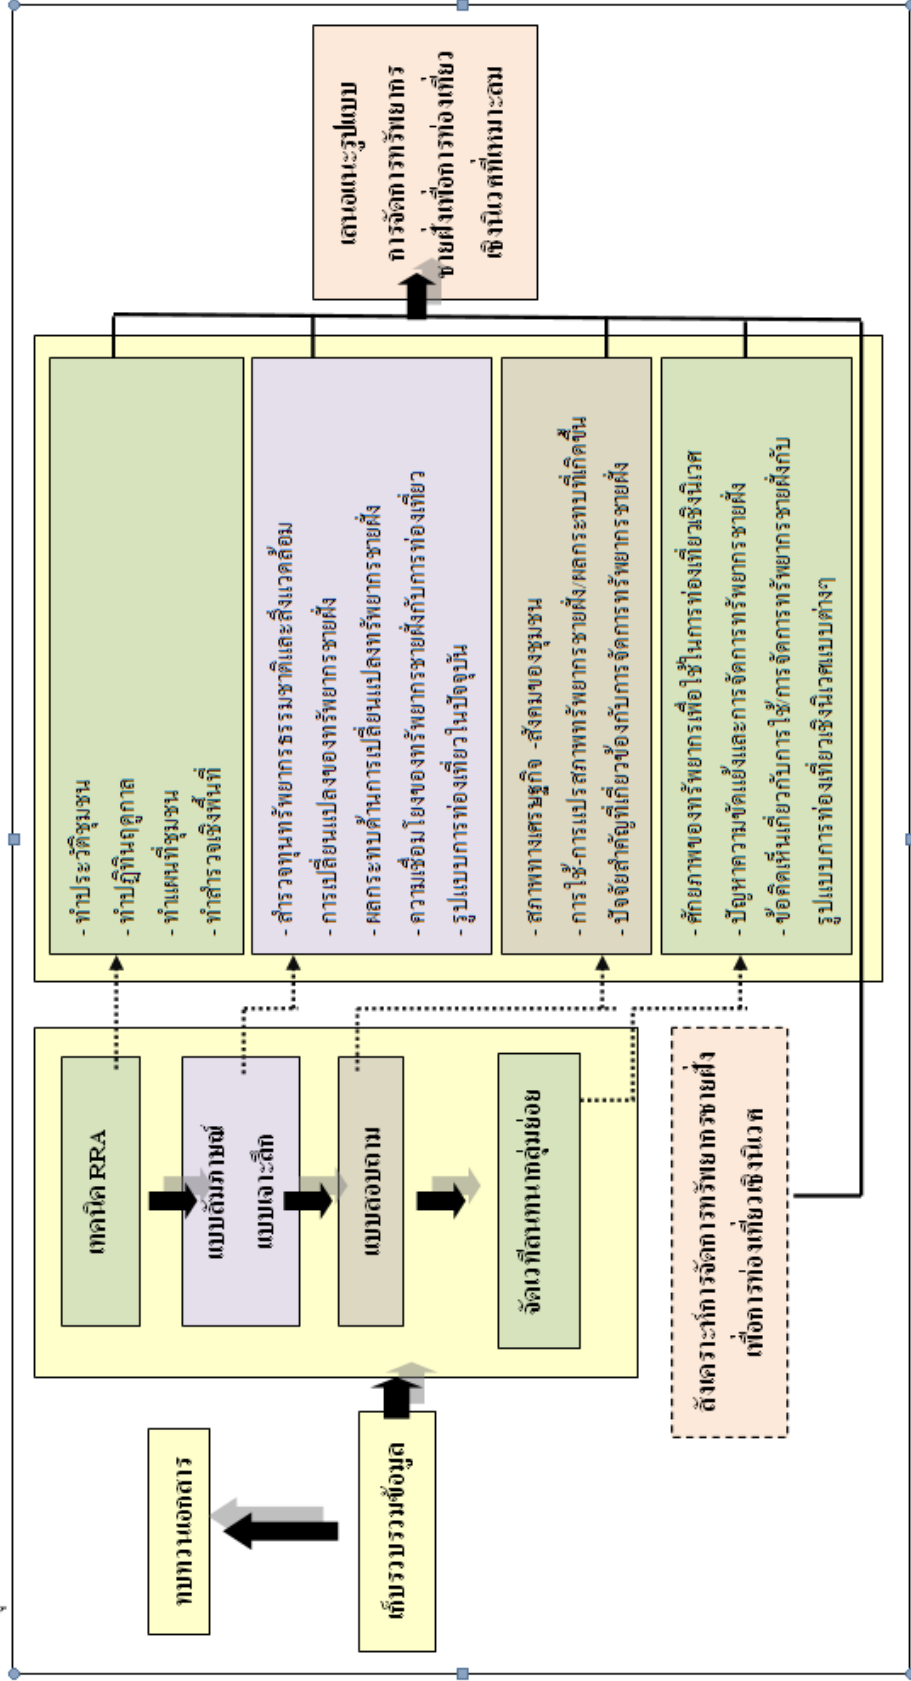 ทบทวนเอกสาร
เก็บรวบรวมข้อมูล
เทคนิค RRA
แบบสัมภาษณ์
แบบเจาะลึก
แบบสอบถาม
จัดเวทีสนทนากลุ่มย่อย
สังเคราะห์การจัดการทรัพยากรชายฝั่ง
เพื่อการท่องเที่ยวเชิงนิเวศ
- ทำประวัติชุมชน
- ทำปฏิทินฤดูกาล
- ทำแผนที่ชุมชน
- ทำสำรวจเชิงพื้นที่
- สำรวจทุนทรัพยากรธรรมชาติและสิ่งแวดล้อม
- การเปลี่ยนแปลงของทรัพยากรชายฝั่ง
- ผลกระทบด้านการเปลี่ยนแปลงทรัพยากรชายฝั่ง
- ความเชื่อมโยงของทรัพยากรชายฝั่งกับการท่องเที่ยว
- รูปแบบการท่องเที่ยวในปัจจุบัน
- สภาพทางเศรษฐกิจ -สังคมของชุมชน
- การใช้-การแปรสภาพทรัพยากรชายฝั่ง/ผลกระทบที่เกิดขึ้น
- ปัจจัยสำคัญที่เกี่ยวข้องกับการจัดการทรัพยากรชายฝั่ง
- ศักยภาพของทรัพยากรเพื่อใช้ในการท่องเที่ยวเชิงนิเวศ
- ปัญหาความขัดแย้งและการจัดการทรัพยากรชายฝั่ง
- ข้อคิดเห็นเกี่ยวกับการใช้/การจัดการทรัพยากรชายฝั่งกับ
รูปแบบการท่องเที่ยวเชิงนิเวศแบบต่างๆ
เสนอแนะรูปแบบ
การจัดการทรัพยากร
ชายฝั่งเพื่อการท่องเที่ยว
เชิงนิเวศที่เหมาะสม